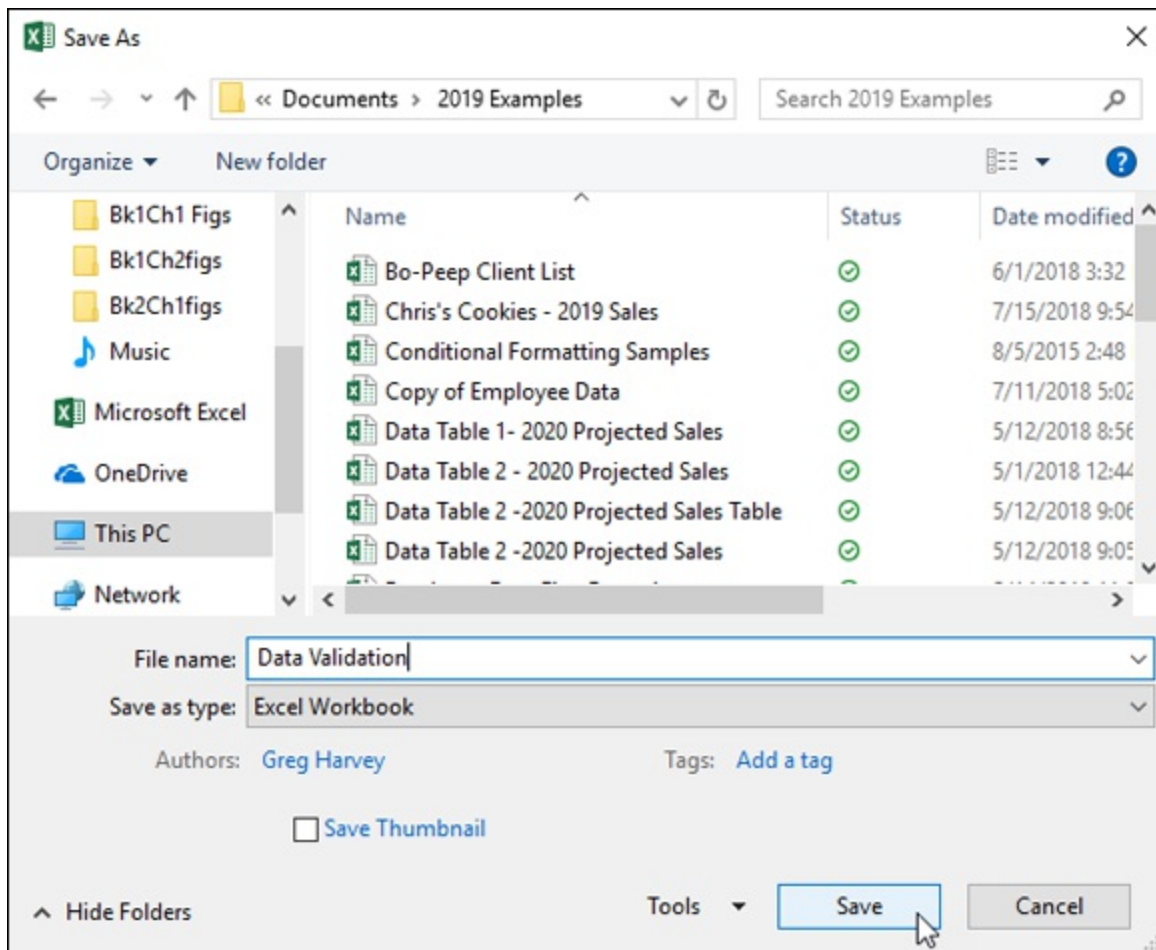 Save As
« Documents > 2019 Examples
Search 2019 Examples
Organize
New folder
?
Name
Status
Date modified
Bk1Ch1 Figs
Bk1Ch2figs
Bk2Ch1figs
Music
Microsoft Excel
OneDrive
This PC
Network
Bo-Peep Client List 6/1/2018 3:32
Chris's Cookies - 2019 Sales 7/15/2018 9:54
Conditional Formatting Samples 8/5/2015 2:48
Copy of Employee Data 7/11/2018 5:02
Data Table 1- 2020 Projected Sales 5/12/2018 8:56
Data Table 2 - 2020 Projected Sales 5/1/2018 12:44
Data Table 2 -2020 Projected Sales Table 5/12/2018 9:06
Data Table 2 -2020 Projected Sales 5/12/2018 9:05
File name: Data Validation
Save as type: Excel Workbook
Authors: Greg Harvey
Tags: Add a tag
Save Thumbnail
Hide Folders
Tools
Save
Cancel